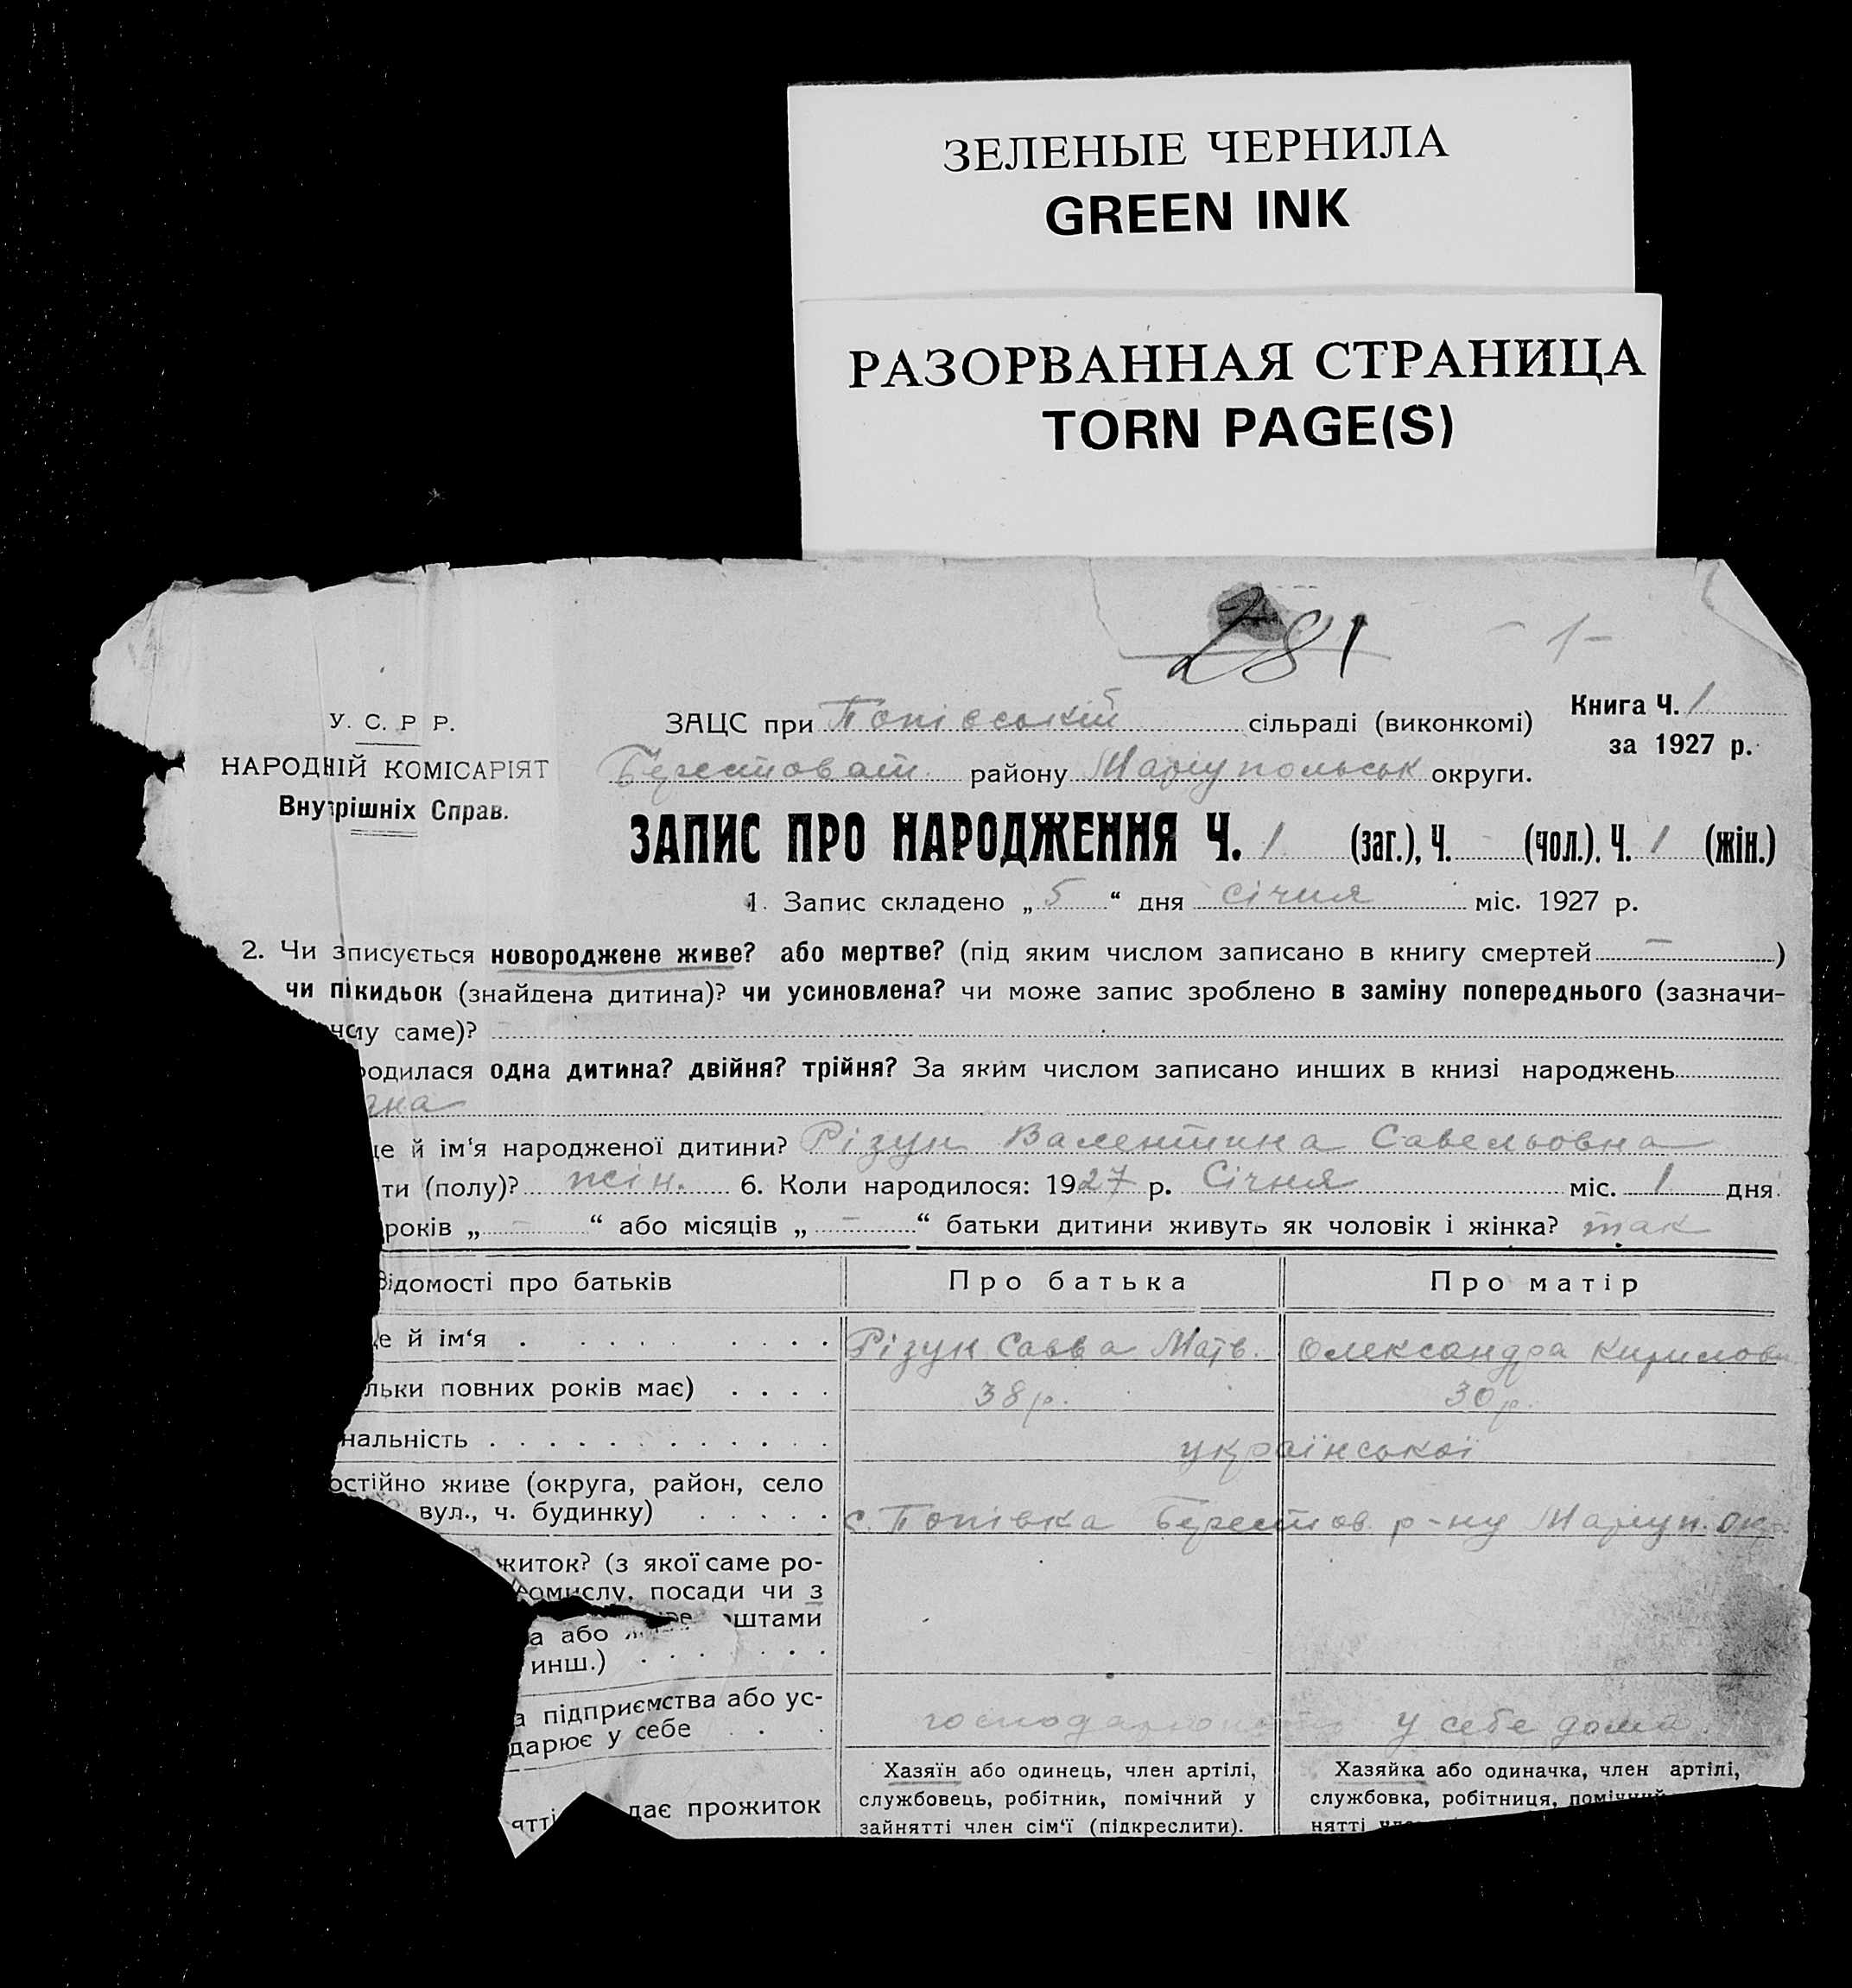 ЗЕЛЕНЫЕ ЧЕРНИЛА
GREEN INK
РАЗОРВАННАЯ СТРАНИЦА
TORN PAGE(S)
281 - 1 -
Книга Ч. 1
за 1927 р.
У. С. Р Р.
НАРОДНІЙ КОМІСАРІЯТ
Внутрішніх Справ.
ЗАЦС при Попівській сільраді (виконкомі)
Берестоват. району Маріупольськ округи.
ЗАПИС ПРО НАРОДЖЕННЯ Ч. 1 (заг.), Ч. - (чол.). Ч. 1 (жін.)
1. Запис складено „ 5 “ дня Січня міс. 1927 р.
2. Чи зписується новороджене живе? або мертве? (під яким числом записано в книгу смертей — )
чи пікидьок (знайдена дитина)? чи усиновлена? чи може запис зроблено в заміну попереднього (зазначи-
чому саме)?
родилася одна дитина? двійня? трійня? За яким числом записано инших в книзі народжень
дна
ще й ім‘я народженої дитини? Різун Валентина Савельовна
ти (полу)? жін. 6. Коли народилося: 1927 р. Січня міс. 1 дня.
років „ — “ або місяців „ — “ батьки дитини живуть як чоловік і жінка? так
Відомості про батьків
Про батька
Про матір
ще й ім‘я . . . . . . . .
Різун Савва Матв.
Олександра Кирилов
льки повних років має) . . . .
38 р.
30 р.
нальність . . . . . . . . . . . .
української
остійно живе (округа, район, село
вул., ч. будинку) . . . . .
с. Попівка Берестов. р-ну Маріуп. окр.
житок? (з якої саме ро-
ромислу, посади чи з
оштами
а або
инш.) . . . . . .
а підприємства або ус-
дарює у себе . . .
у себе дома.
дає прожиток
ятті
Хазяїн або одинець, член артілі,
службовець, робітник, помічний у
зайнятті член сім‘ї (підкреслити).
Хазяйка або одиначка, член артілі,
службовка, робітниця, помічний
нятті